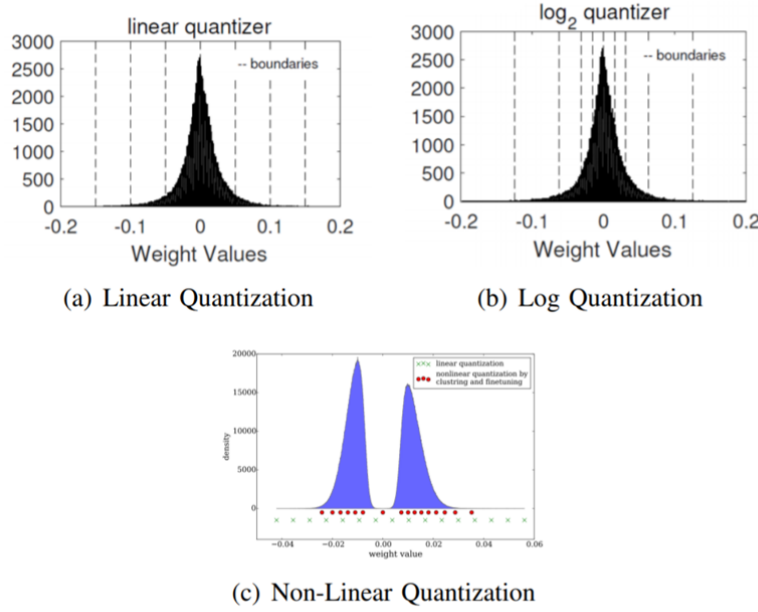 linear quantizer
3000
2500
2000
1500
1000
500
0
-- boundaries
-0.2 -0.1 0 0.1 0.2
Weight Values
(a) Linear Quantization
log2 quantizer
3000
2500
2000
1500
1000
500
0
-- boundaries
-0.2 -0.1 0 0.1 0.2
Weight Values
(b) Log Quantization
20000
15000
10000
5000
0
density
linear quantization
nonlinear quantization by
clustring and finetuning
−0.04 −0.02 0.00 0.02 0.04 0.06
weight value
(c) Non-Linear Quantization